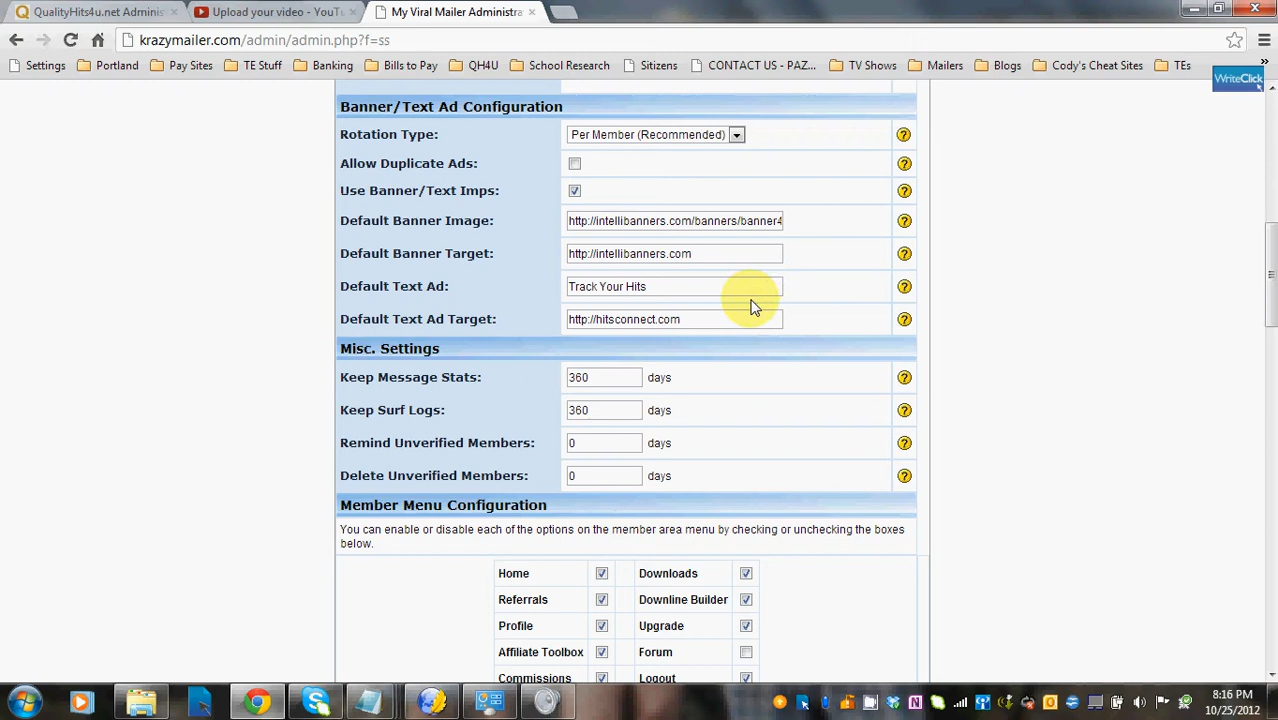 QualityHits4u.net Adminis
Upload your video - YouTu
My Viral Mailer Administra
krazymailer.com/admin/admin.php?f=ss
Settings Portland Pay Sites TE Stuff Banking Bills to Pay QH4U School Research Sitizens CONTACT US - PAZ... TV Shows Mailers Blogs Cody's Cheat Sites TEs »
WriteClick
Banner/Text Ad Configuration
Rotation Type: Per Member (Recommended) ?
Allow Duplicate Ads: ?
Use Banner/Text Imps: ?
Default Banner Image: http://intellibanners.com/banners/banner4 ?
Default Banner Target: http://intellibanners.com ?
Default Text Ad: Track Your Hits ?
Default Text Ad Target: http://hitsconnect.com ?
Misc. Settings
Keep Message Stats: 360 days ?
Keep Surf Logs: 360 days ?
Remind Unverified Members: 0 days ?
Delete Unverified Members: 0 days ?
Member Menu Configuration
You can enable or disable each of the options on the member area menu by checking or unchecking the boxes
below.
Home Downloads
Referrals Downline Builder
Profile Upgrade
Affiliate Toolbox Forum
Commissions Logout
8:16 PM
10/25/2012